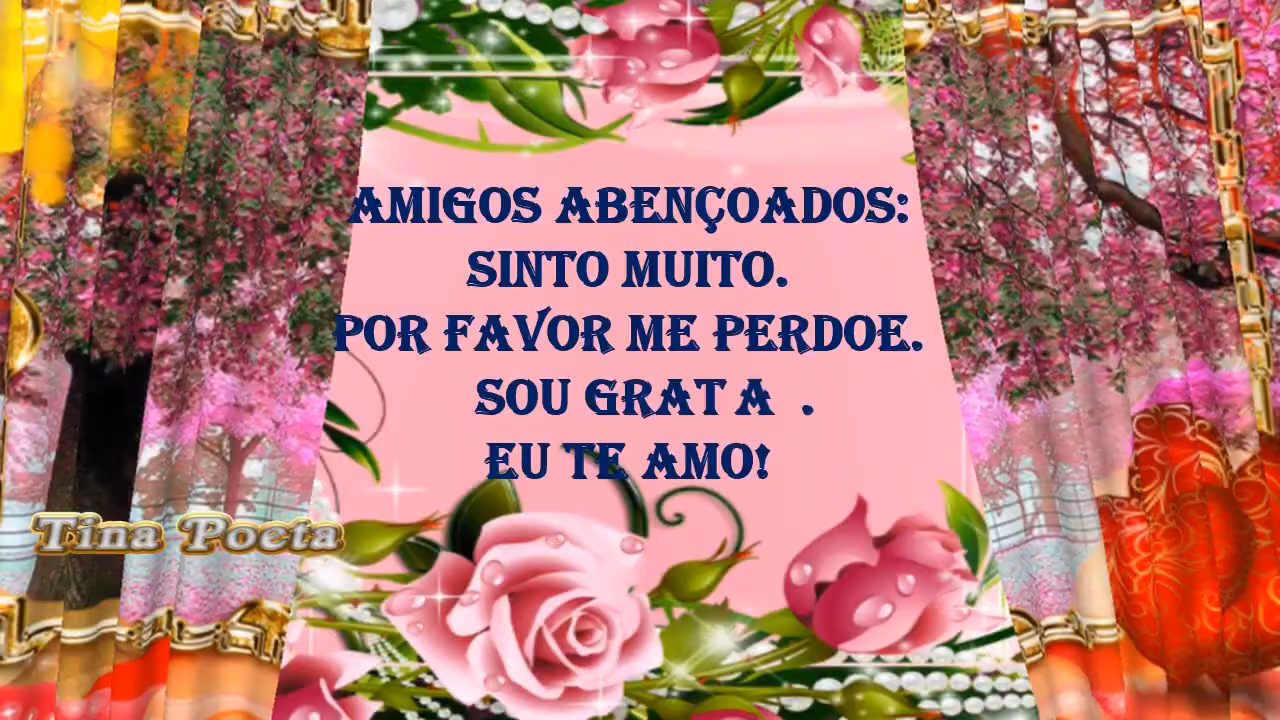 AMIGOS ABENÇOADOS:
SINTO MUITO.
POR FAVOR ME PERDOE.
SOU GRAT A .
EU TE AMO!
Tina Poeta